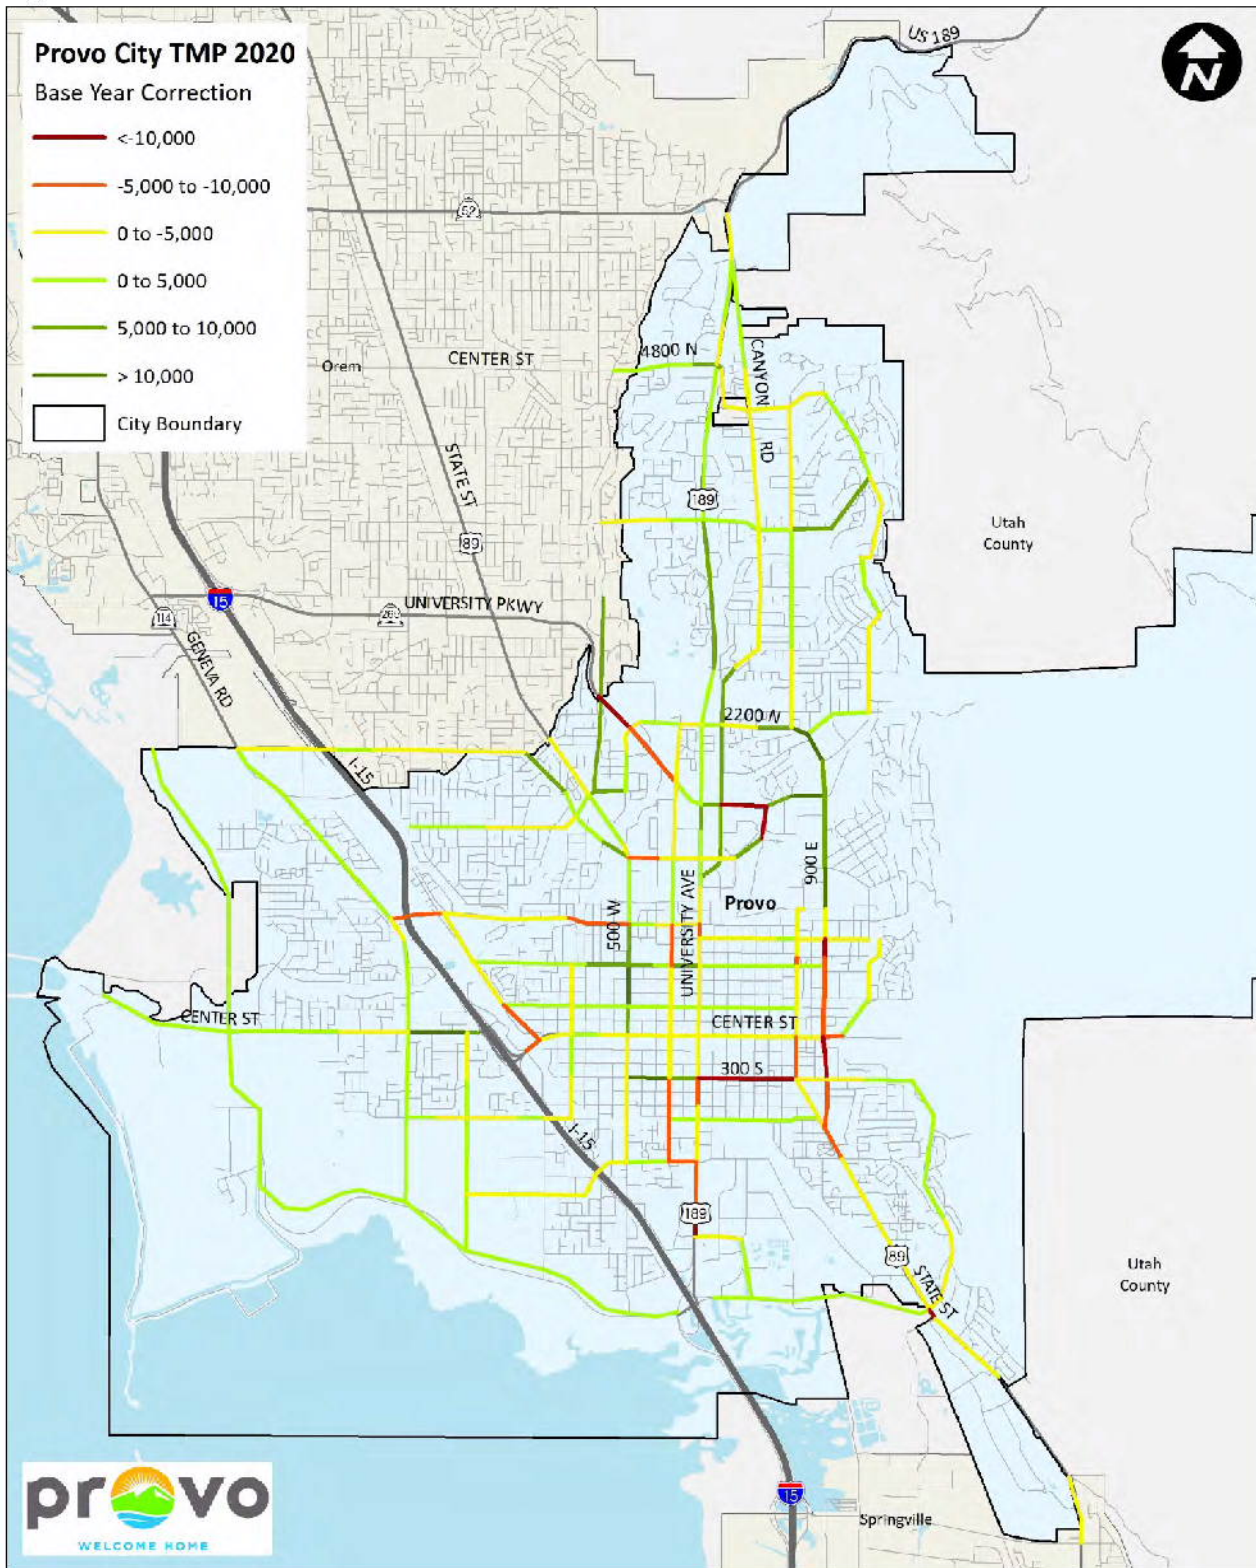 Provo City TMP 2020
Base Year Correction
<-10,000
-5,000 to -10,000
0 to -5,000
0 to 5,000
5,000 to 10,000
> 10,000
City Boundary
N
US 189
52
4800 N
CENTER ST
Orem
CANYON RD
STATE ST
189
Utah
County
89
15
UNIVERSITY PKWY
114
265
GENEVA RD
2200 N
I-15
900 E
500 W
Provo
UNIVERSITY AVE
CENTER ST
CENTER ST
300 S
I-15
189
89
STATE ST
Utah
County
15
Springville
provo
WELCOME HOME